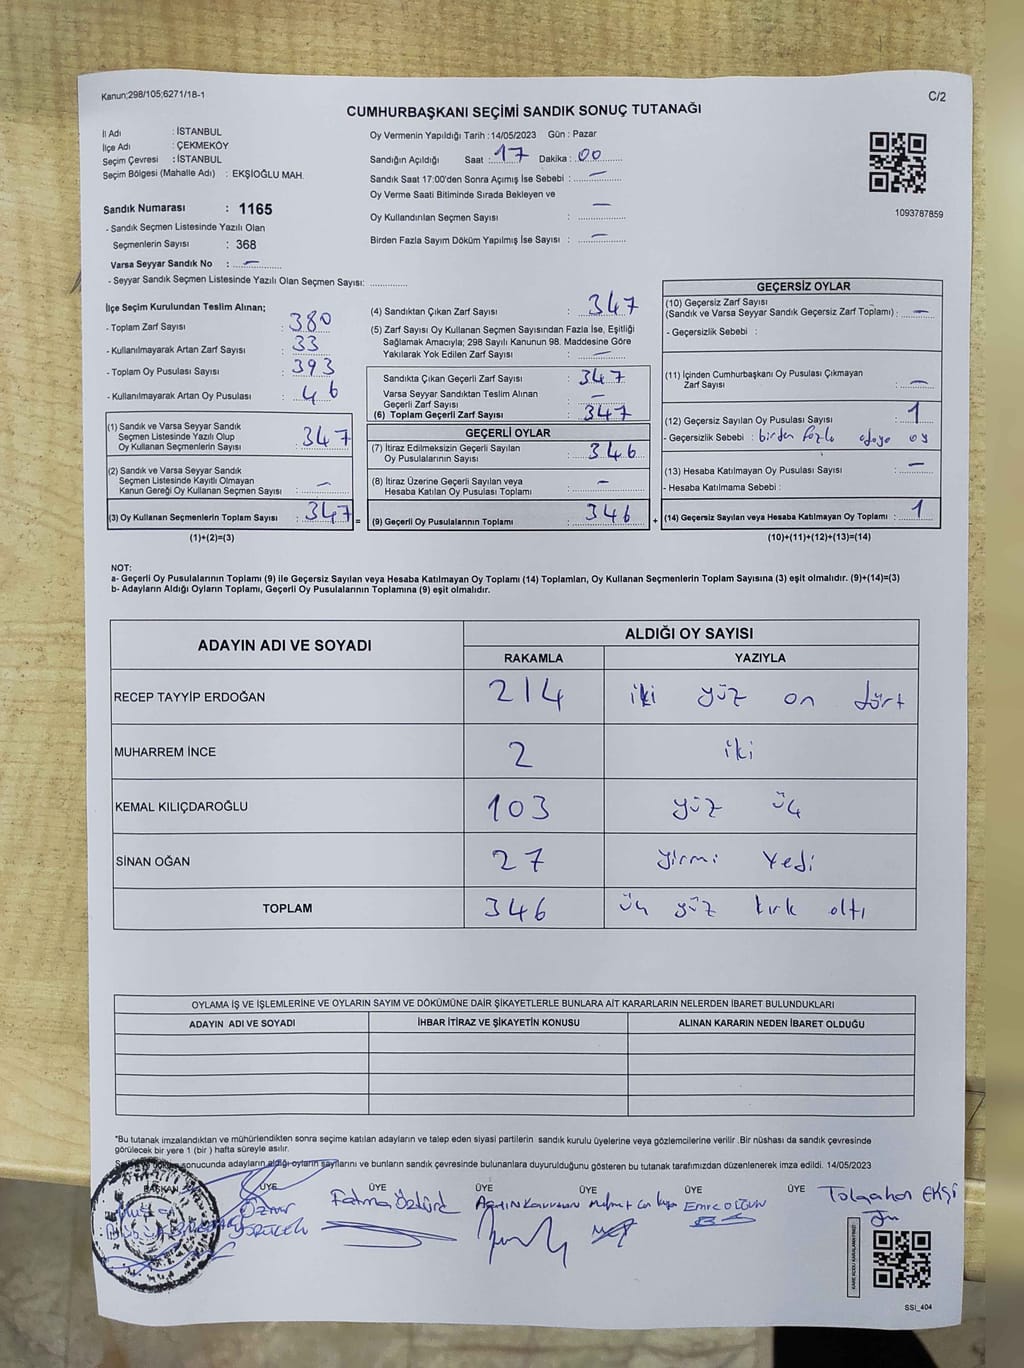 Kanun;298/105;6271/18-1
C/2
CUMHURBAŞKANI SEÇİMİ SANDIK SONUÇ TUTANAĞI
İl Adı : İSTANBUL
İlçe Adı : ÇEKMEKÖY
Seçim Çevresi : İSTANBUL
Seçim Bölgesi (Mahalle Adı) : EKŞİOĞLU MAH.
Sandık Numarası : 1165
- Sandık Seçmen Listesinde Yazılı Olan
Seçmenlerin Sayısı : 368
Varsa Seyyar Sandık No : —
- Seyyar Sandık Seçmen Listesinde Yazılı Olan Seçmen Sayısı: ............
Oy Vermenin Yapıldığı Tarih : 14/05/2023 Gün : Pazar
Sandığın Açıldığı Saat : 17 Dakika : 00
Sandık Saat 17:00'den Sonra Açımış İse Sebebi : —
Oy Verme Saati Bitiminde Sırada Bekleyen ve
Oy Kullandırılan Seçmen Sayısı : —
Birden Fazla Sayım Döküm Yapılmış İse Sayısı : —
1093787859
İlçe Seçim Kurulundan Teslim Alınan;
- Toplam Zarf Sayısı : 380
- Kullanılmayarak Artan Zarf Sayısı : 33
- Toplam Oy Pusulası Sayısı : 393
- Kullanılmayarak Artan Oy Pusulası : 46
(1) Sandık ve Varsa Seyyar Sandık
Seçmen Listesinde Yazılı Olup
Oy Kullanan Seçmenlerin Sayısı : 347
(2) Sandık ve Varsa Seyyar Sandık
Seçmen Listesinde Kayıtlı Olmayan
Kanun Gereği Oy Kullanan Seçmen Sayısı : —
(3) Oy Kullanan Seçmenlerin Toplam Sayısı : 347 =
(1)+(2)=(3)
(4) Sandıktan Çıkan Zarf Sayısı : 347
(5) Zarf Sayısı Oy Kullanan Seçmen Sayısından Fazla İse, Eşitliği
Sağlamak Amacıyla; 298 Sayılı Kanunun 98. Maddesine Göre
Yakılarak Yok Edilen Zarf Sayısı : —
Sandıkta Çıkan Geçerli Zarf Sayısı : 347
Varsa Seyyar Sandıktan Teslim Alınan
Geçerli Zarf Sayısı : —
(6) Toplam Geçerli Zarf Sayısı : 347
GEÇERLİ OYLAR
(7) İtiraz Edilmeksizin Geçerli Sayılan
Oy Pusulalarının Sayısı : 346
(8) İtiraz Üzerine Geçerli Sayılan veya
Hesaba Katılan Oy Pusulası Toplamı : —
(9) Geçerli Oy Pusulalarının Toplamı : 346 +
GEÇERSİZ OYLAR
(10) Geçersiz Zarf Sayısı
(Sandık ve Varsa Seyyar Sandık Geçersiz Zarf Toplamı) : —
- Geçersizlik Sebebi :
(11) İçinden Cumhurbaşkanı Oy Pusulası Çıkmayan
Zarf Sayısı : —
(12) Geçersiz Sayılan Oy Pusulası Sayısı : 1
- Geçersizlik Sebebi : birden fazla adaya oy
(13) Hesaba Katılmayan Oy Pusulası Sayısı : —
- Hesaba Katılmama Sebebi :
(14) Geçersiz Sayılan veya Hesaba Katılmayan Oy Toplamı : 1
(10)+(11)+(12)+(13)=(14)
NOT:
a- Geçerli Oy Pusulalarının Toplamı (9) ile Geçersiz Sayılan veya Hesaba Katılmayan Oy Toplamı (14) Toplamları, Oy Kullanan Seçmenlerin Toplam Sayısına (3) eşit olmalıdır. (9)+(14)=(3)
b- Adayların Aldığı Oyların Toplamı, Geçerli Oy Pusulalarının Toplamına (9) eşit olmalıdır.
ADAYIN ADI VE SOYADI ALDIĞI OY SAYISI
RAKAMLA YAZIYLA
RECEP TAYYİP ERDOĞAN 214 iki yüz on dört
MUHARREM İNCE 2 iki
KEMAL KILIÇDAROĞLU 103 yüz üç
SİNAN OĞAN 27 yirmi yedi
TOPLAM 346 üç yüz kırk altı
OYLAMA İŞ VE İŞLEMLERİNE VE OYLARIN SAYIM VE DÖKÜMÜNE DAİR ŞİKAYETLERLE BUNLARA AİT KARARLARIN NELERDEN İBARET BULUNDUKLARI
ADAYIN ADI VE SOYADI İHBAR İTİRAZ VE ŞİKAYETİN KONUSU ALINAN KARARIN NEDEN İBARET OLDUĞU
*Bu tutanak imzalandıktan ve mühürlendikten sonra seçime katılan adayların ve talep eden siyasi partilerin sandık kurulu üyelerine veya gözlemcilerine verilir .Bir nüshası da sandık çevresinde
görülecek bir yere 1 (bir ) hafta süreyle asılır.
sonucunda adayların aldığı oyların sayılarını ve bunların sandık çevresinde bulunanlara duyurulduğunu gösteren bu tutanak tarafımızdan düzenlenerek imza edildi. 14/05/2023
BAŞKAN ÜYE ÜYE ÜYE ÜYE ÜYE ÜYE
Öznur Fatma Öztürk Emre OLGUN Tolgahan EKŞİ
KARE KODU KARALAMAYINIZ!
SSI_404